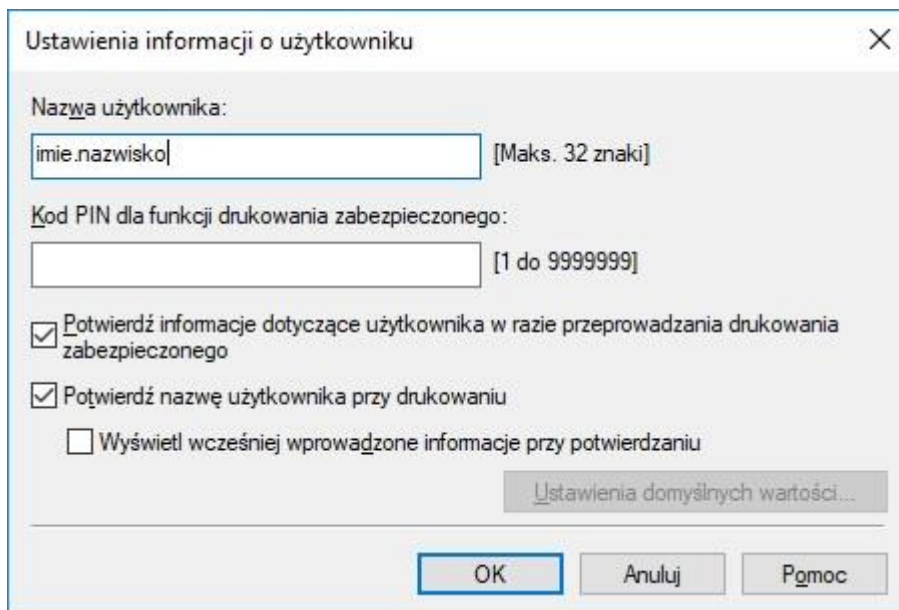 Ustawienia informacji o użytkowniku
Nazwa użytkownika:
imie.nazwisko [Maks. 32 znaki]
Kod PIN dla funkcji drukowania zabezpieczonego:
[1 do 9999999]
Potwierdź informacje dotyczące użytkownika w razie przeprowadzania drukowania
zabezpieczonego
Potwierdź nazwę użytkownika przy drukowaniu
Wyświetl wcześniej wprowadzone informacje przy potwierdzaniu
Ustawienia domyślnych wartości...
OK Anuluj Pomoc